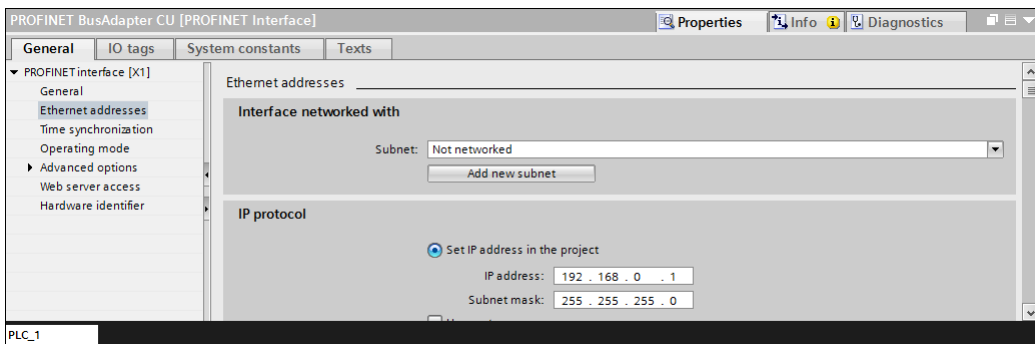 PROFINET BusAdapter CU [PROFINET Interface]
Properties
Info
Diagnostics
General
IO tags
System constants
Texts
PROFINET interface [X1]
General
Ethernet addresses
Time synchronization
Operating mode
Advanced options
Web server access
Hardware identifier
Ethernet addresses
Interface networked with
Subnet: Not networked
Add new subnet
IP protocol
Set IP address in the project
IP address: 192 . 168 . 0 . 1
Subnet mask: 255 . 255 . 255 . 0
PLC_1